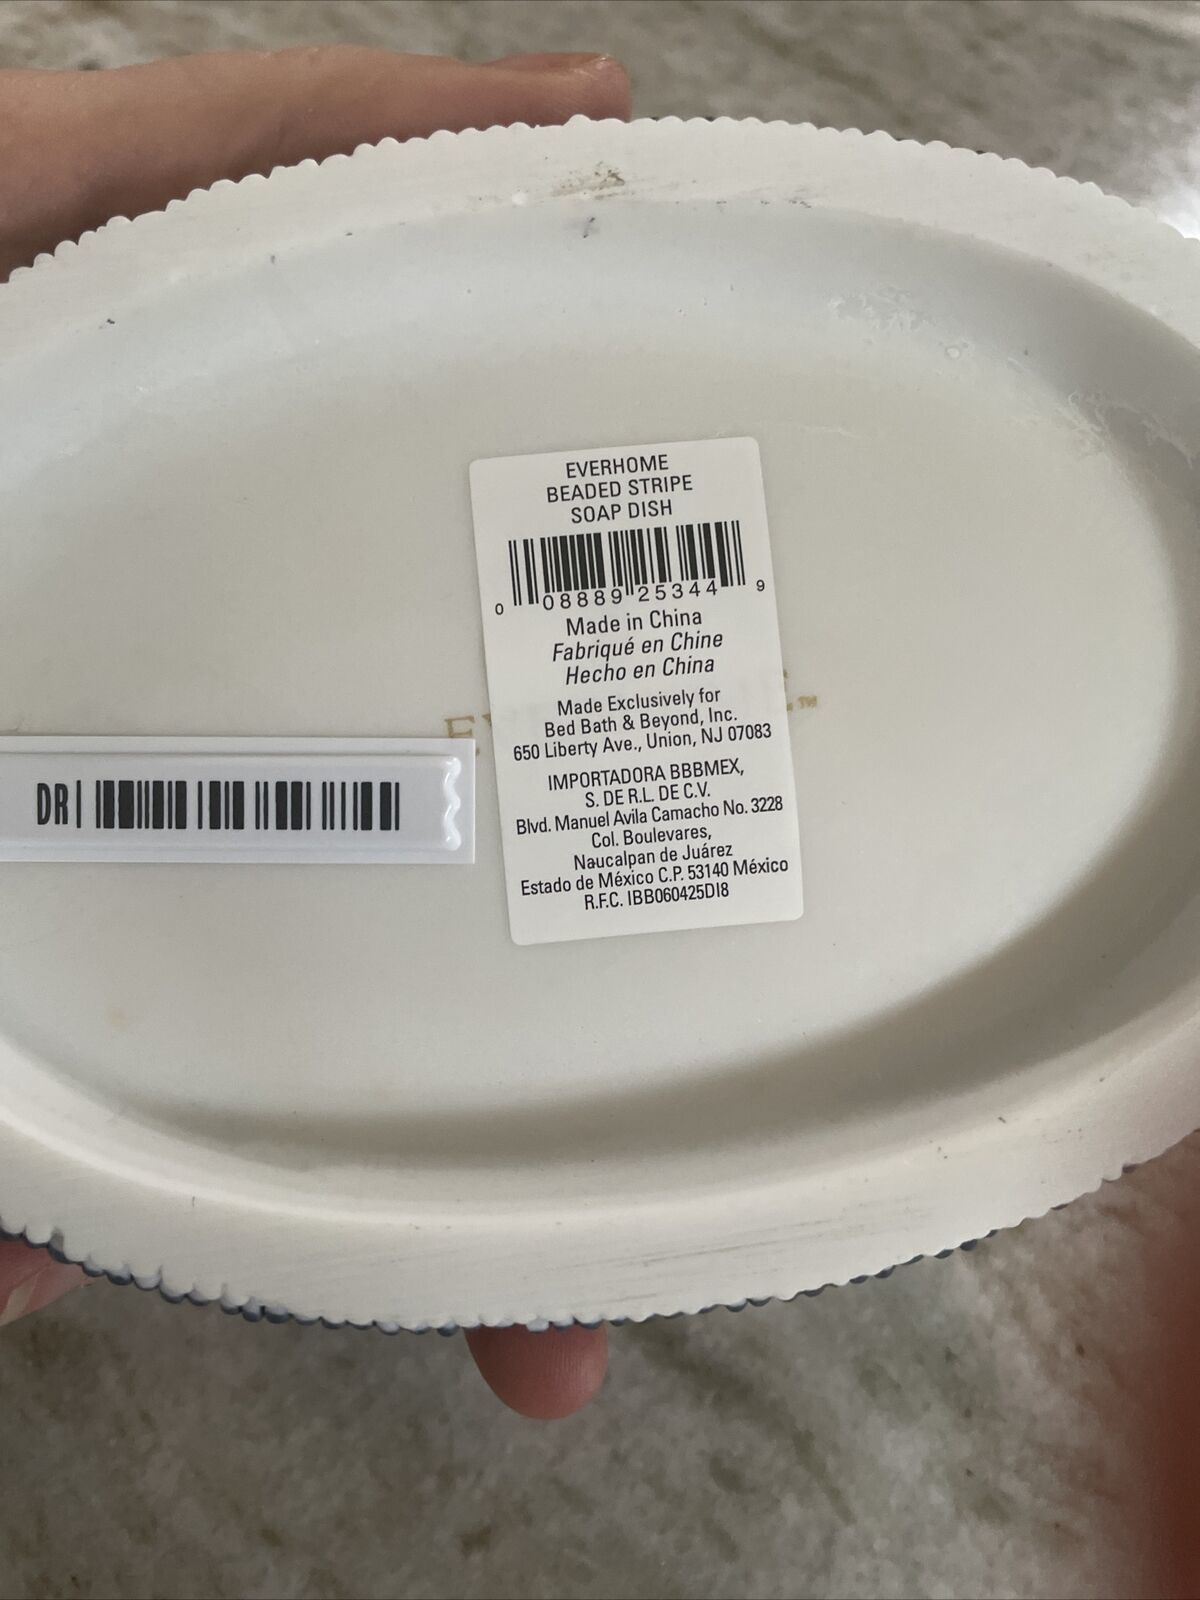 EVERHOME
BEADED STRIPE
SOAP DISH
0 08889 25344 9
Made in China
Fabriqué en Chine
Hecho en China
Made Exclusively for
Bed Bath & Beyond, Inc.
650 Liberty Ave., Union, NJ 07083
IMPORTADORA BBBMEX,
S. DE R.L. DE C.V.
Blvd. Manuel Avila Camacho No. 3228
Col. Boulevares,
Naucalpan de Juárez
Estado de México C.P. 53140 México
R.F.C. IBB060425DI8
DR